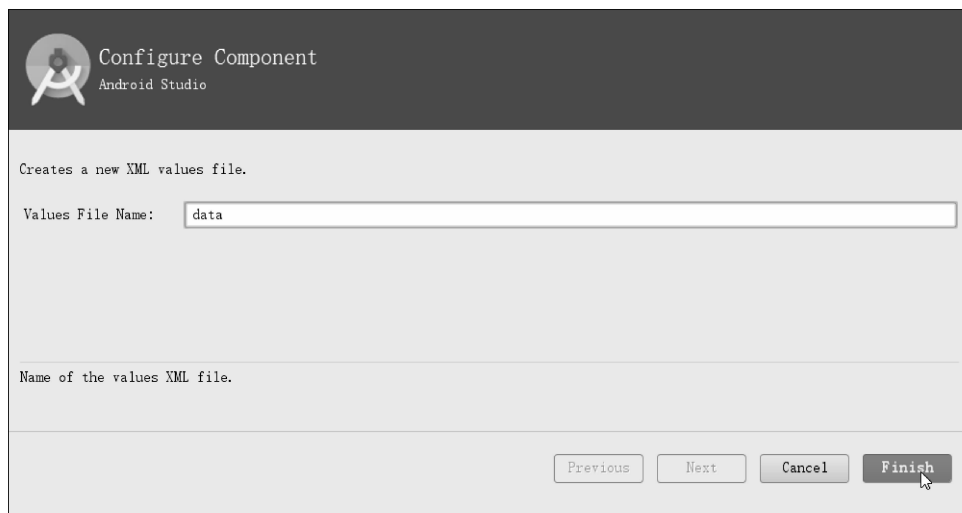 Configure Component
Android Studio
Creates a new XML values file.
Values File Name: data
Name of the values XML file.
Previous Next Cancel Finish